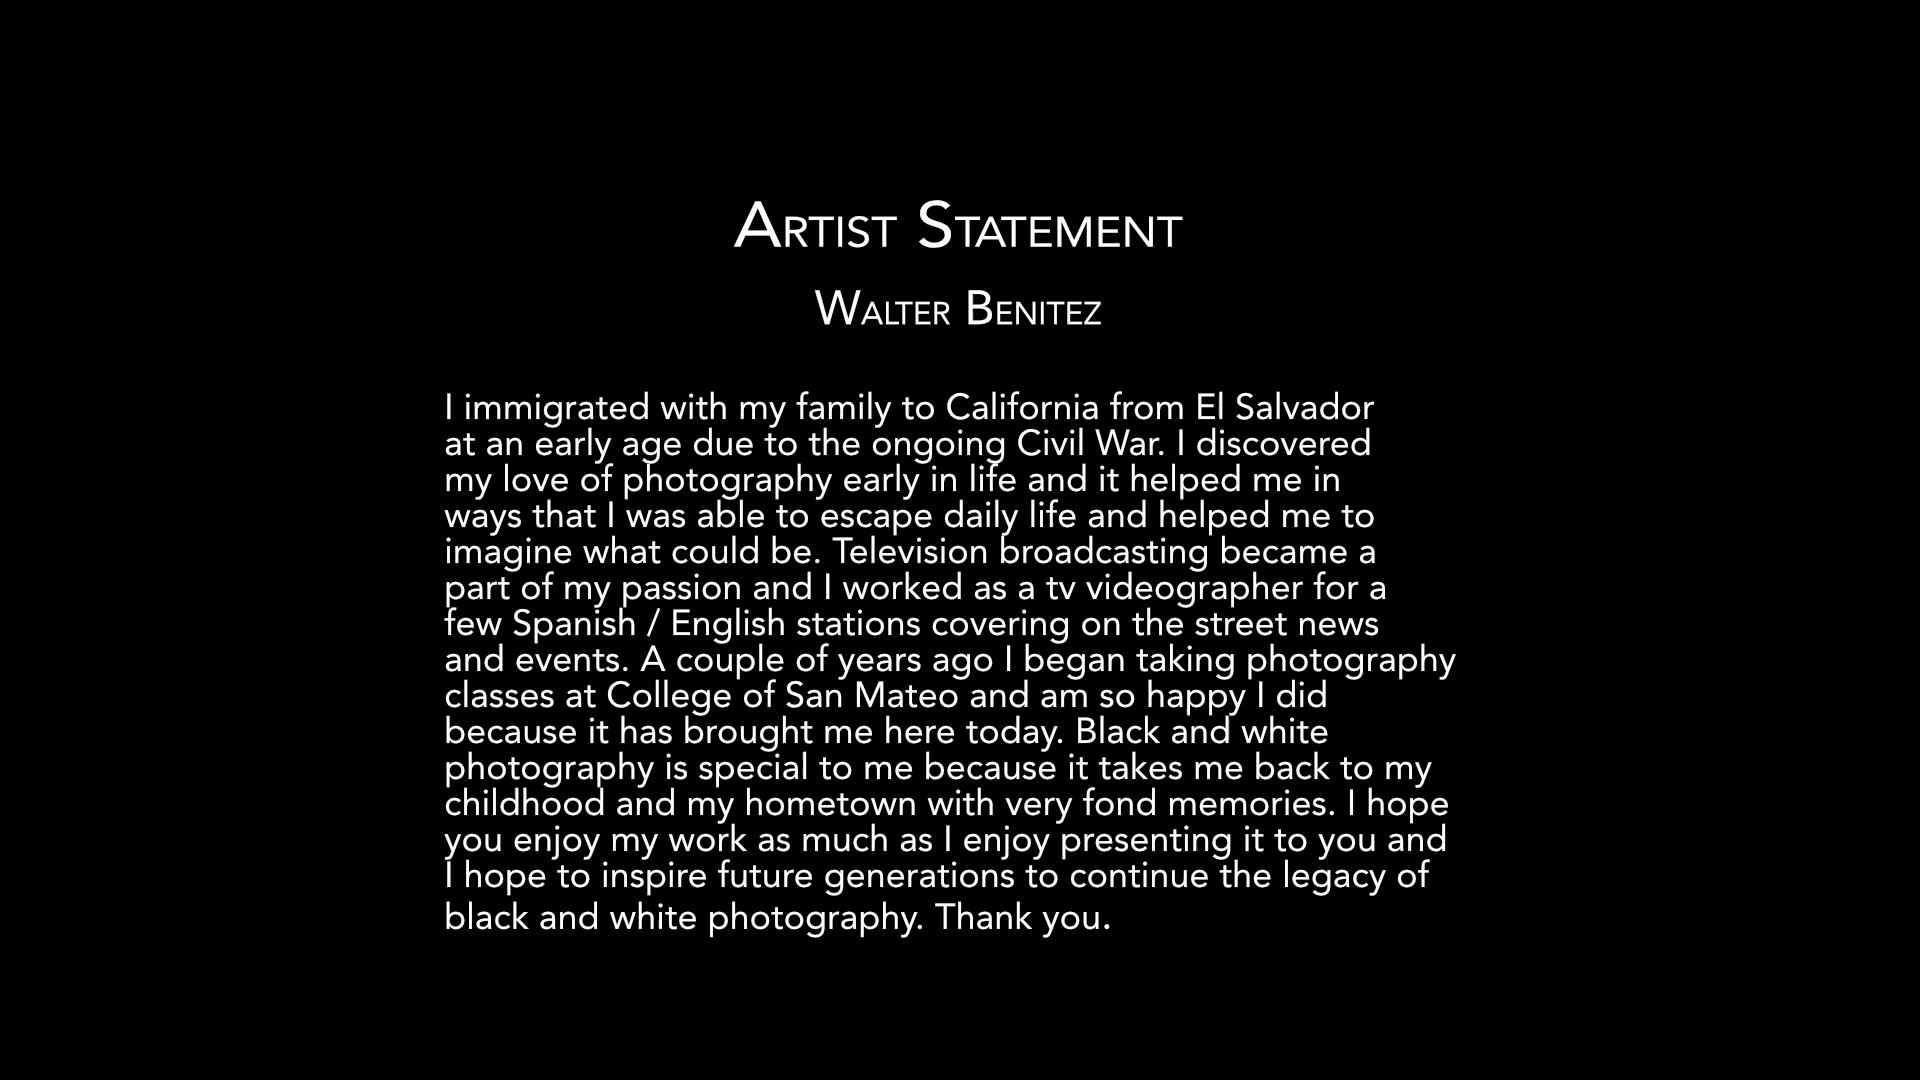 Artist Statement
Walter Benitez
I immigrated with my family to California from El Salvador
at an early age due to the ongoing Civil War. I discovered
my love of photography early in life and it helped me in
ways that I was able to escape daily life and helped me to
imagine what could be. Television broadcasting became a
part of my passion and I worked as a tv videographer for a
few Spanish / English stations covering on the street news
and events. A couple of years ago I began taking photography
classes at College of San Mateo and am so happy I did
because it has brought me here today. Black and white
photography is special to me because it takes me back to my
childhood and my hometown with very fond memories. I hope
you enjoy my work as much as I enjoy presenting it to you and
I hope to inspire future generations to continue the legacy of
black and white photography. Thank you.